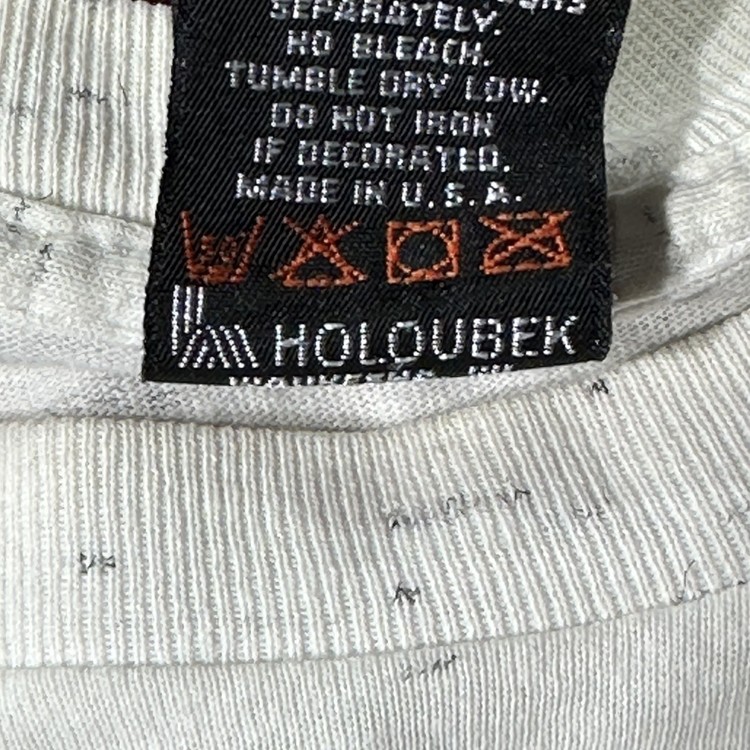 SEPARATELY.
NO BLEACH.
TUMBLE DRY LOW.
DO NOT IRON
IF DECORATED.
MADE IN U.S.A.
HOLOUBEK